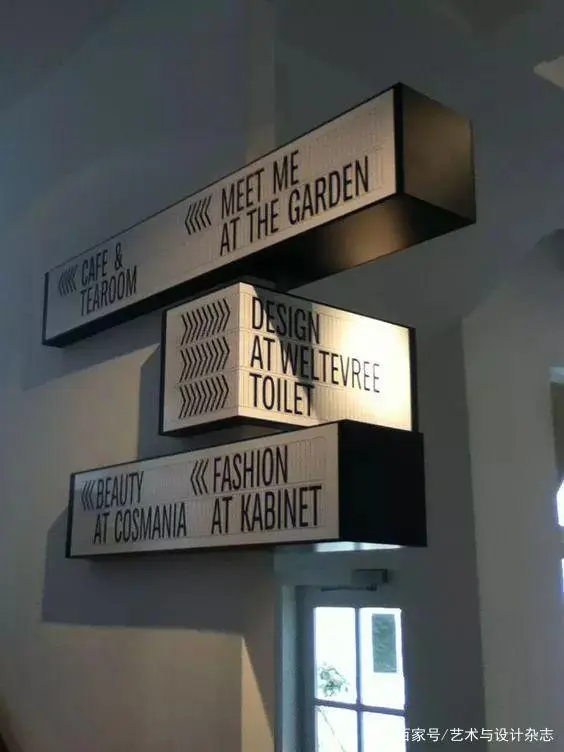 MEET ME
AT THE GARDEN
CAFE &
TEAROOM
DESIGN
AT WELTEVREE
TOILET
BEAUTY
AT COSMANIA
FASHION
AT KABINET
百家号/艺术与设计杂志